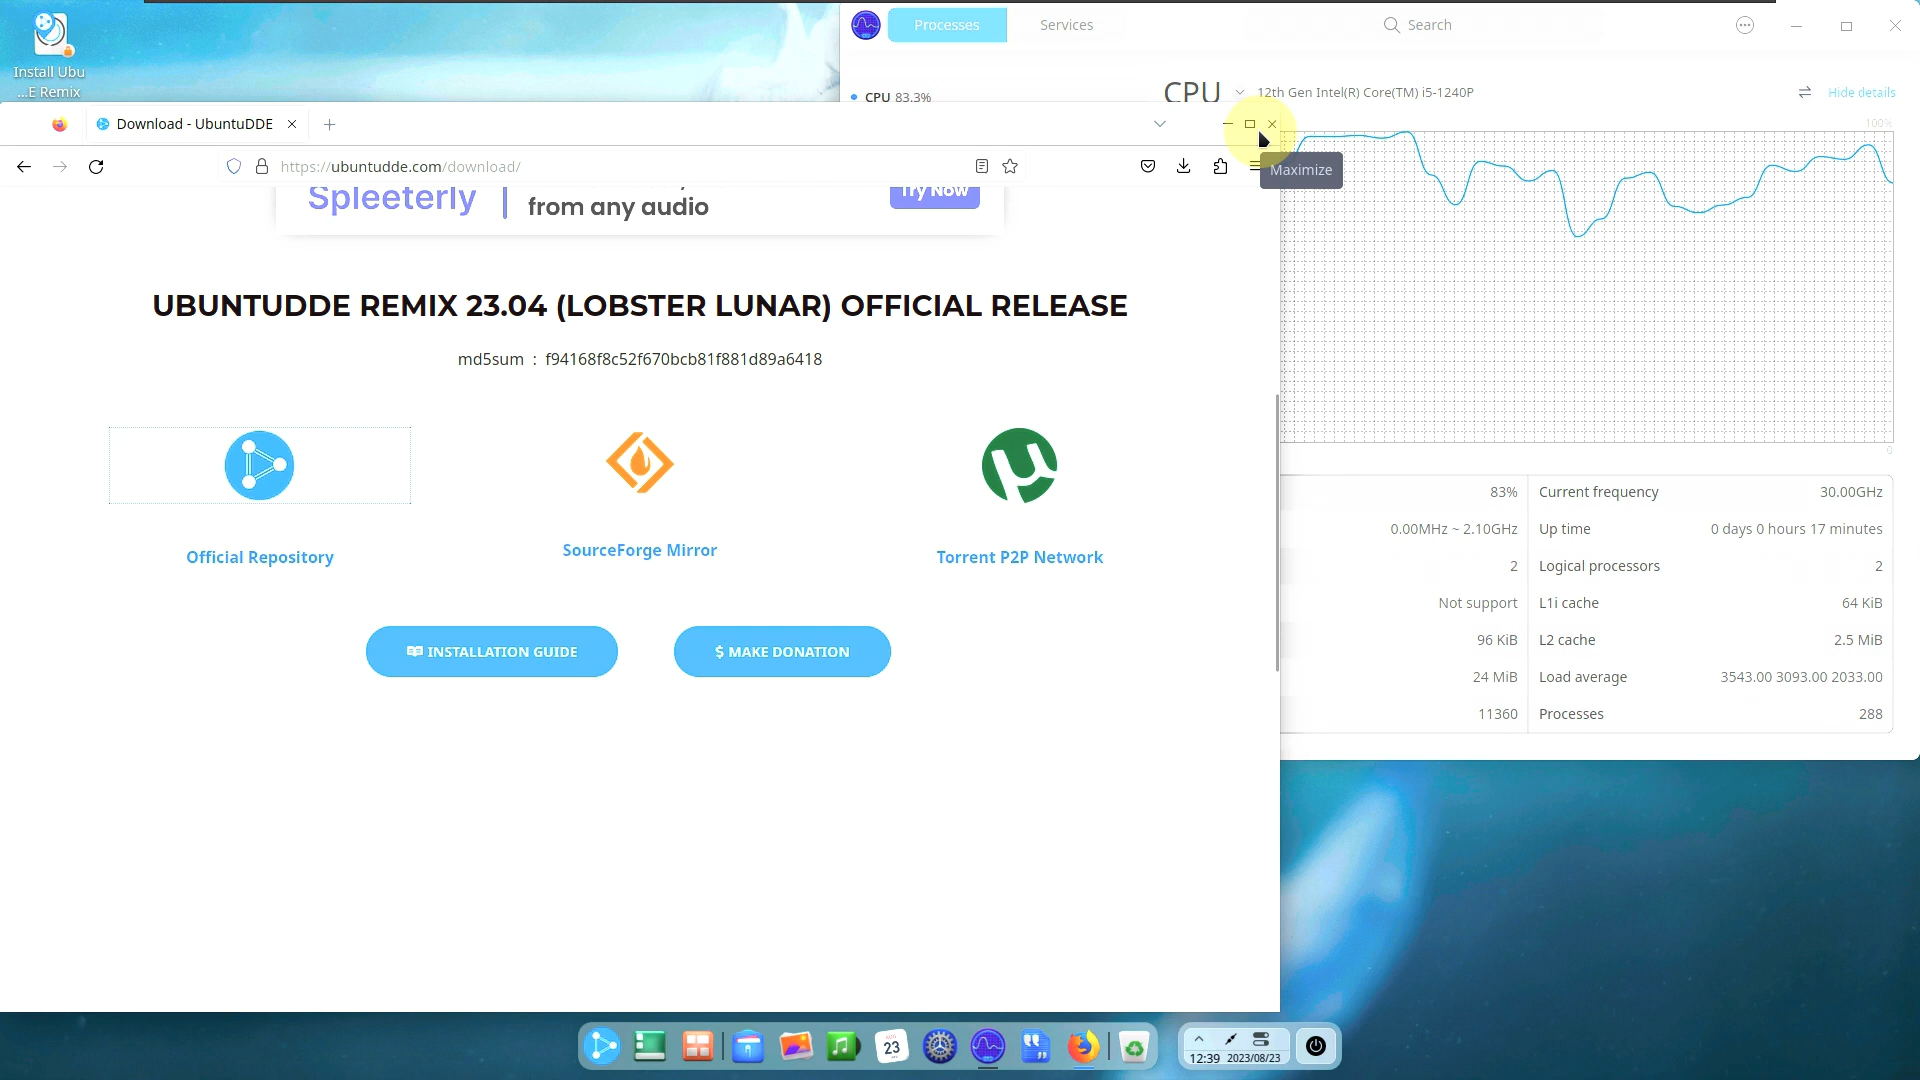 Install Ubu
...E Remix
Processes
Services
Search
CPU 83.3%
CPU
12th Gen Intel(R) Core(TM) i5-1240P
Hide details
100%
Download - UbuntuDDE
https://ubuntudde.com/download/
Maximize
Spleeterly
from any audio
Try Now
UBUNTUDDE REMIX 23.04 (LOBSTER LUNAR) OFFICIAL RELEASE
md5sum : f94168f8c52f670bcb81f881d89a6418
Official Repository
SourceForge Mirror
Torrent P2P Network
INSTALLATION GUIDE
$ MAKE DONATION
0
83% Current frequency 30.00GHz
0.00MHz ~ 2.10GHz Up time 0 days 0 hours 17 minutes
2 Logical processors 2
Not support L1i cache 64 KiB
96 KiB L2 cache 2.5 MiB
24 MiB Load average 3543.00 3093.00 2033.00
11360 Processes 288
23
12:39 2023/08/23